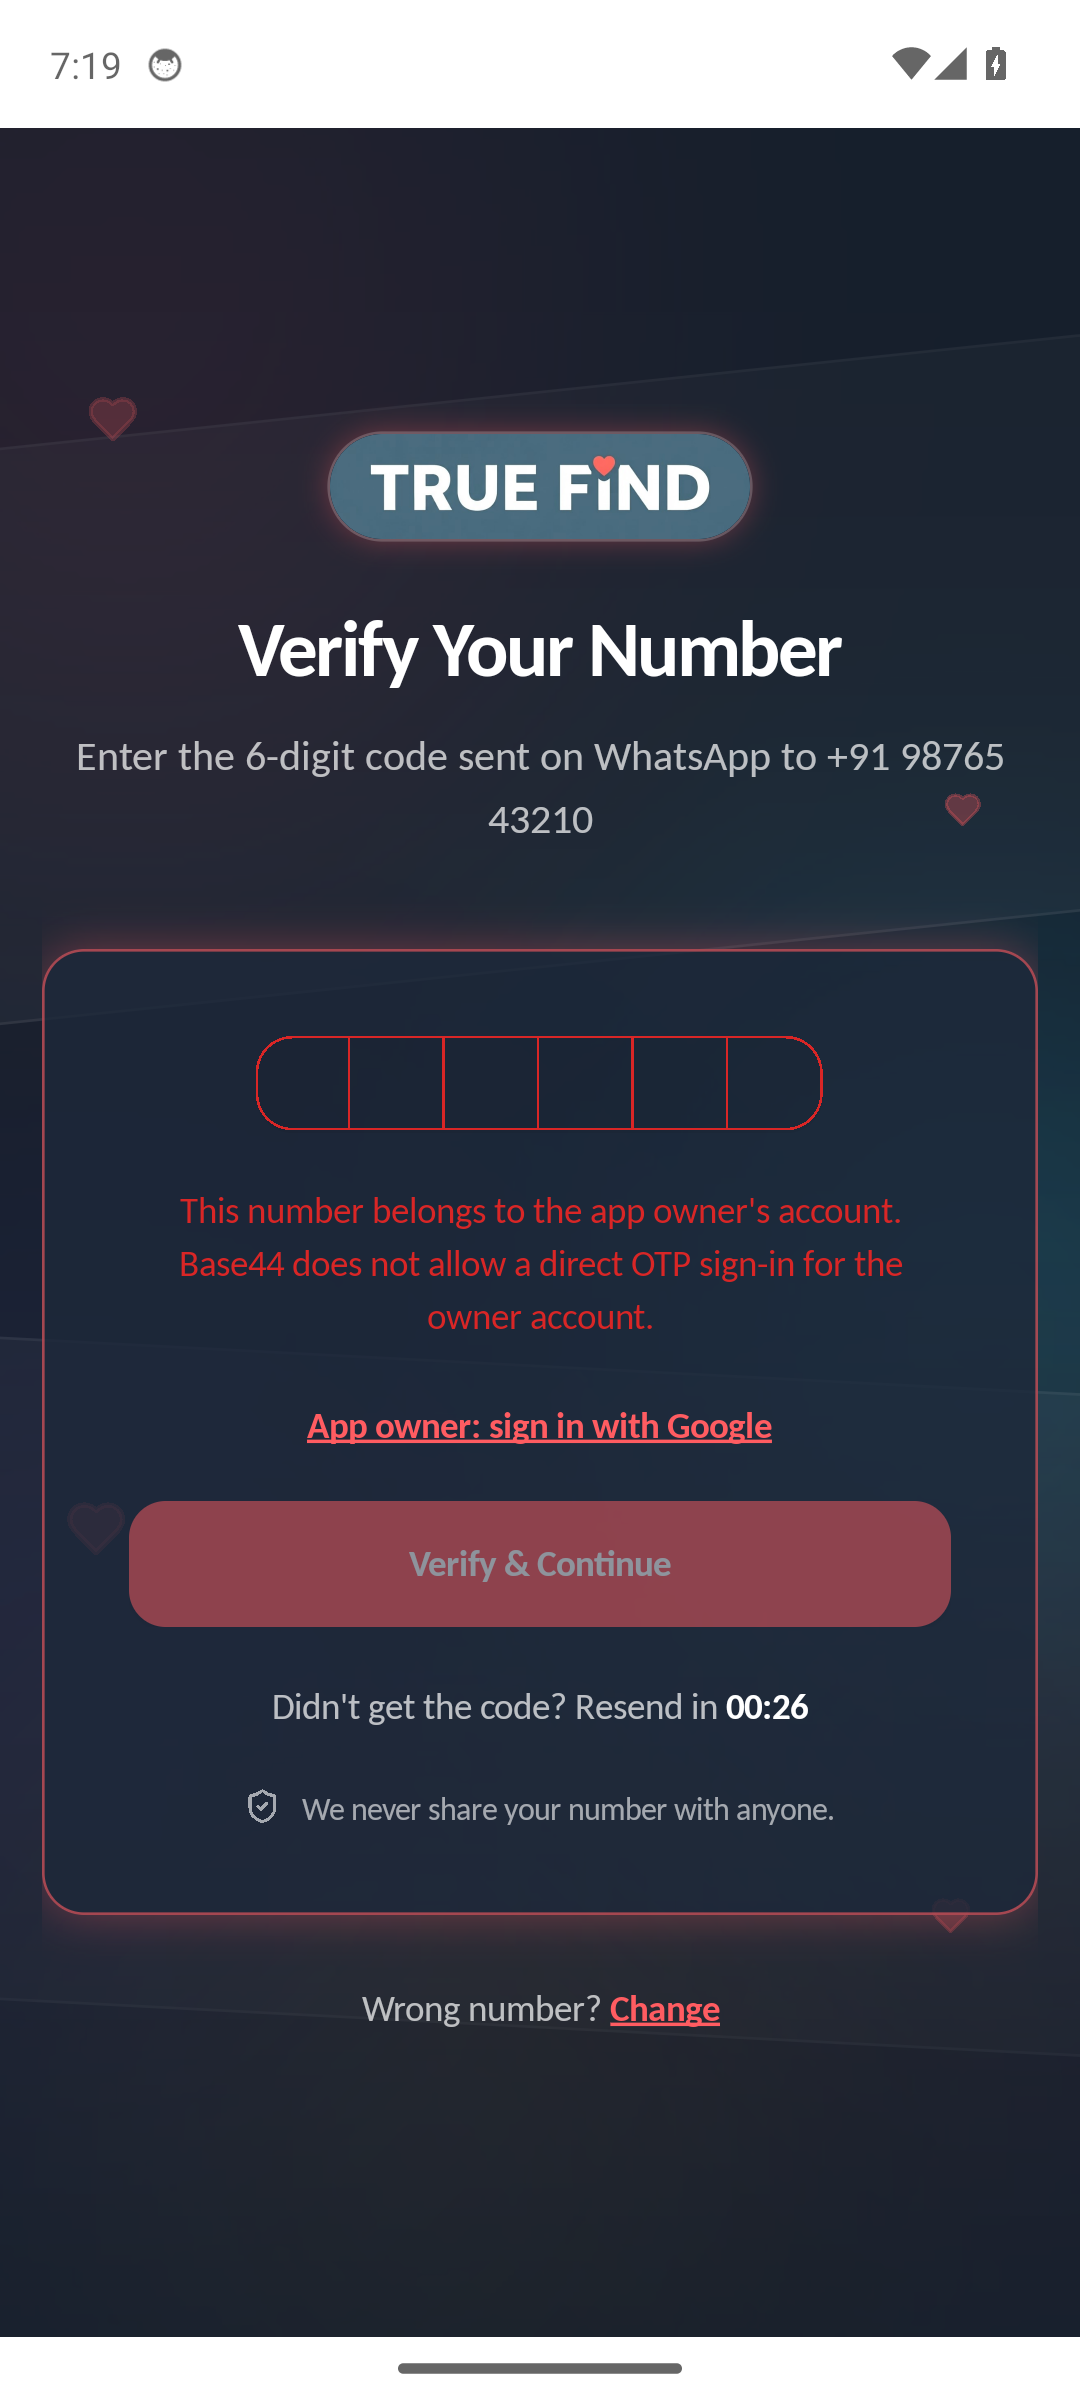 7:19
TRUE FiND
Verify Your Number
Enter the 6-digit code sent on WhatsApp to +91 98765
43210
This number belongs to the app owner's account.
Base44 does not allow a direct OTP sign-in for the
owner account.
App owner: sign in with Google
Verify & Continue
Didn't get the code? Resend in 00:26
We never share your number with anyone.
Wrong number? Change